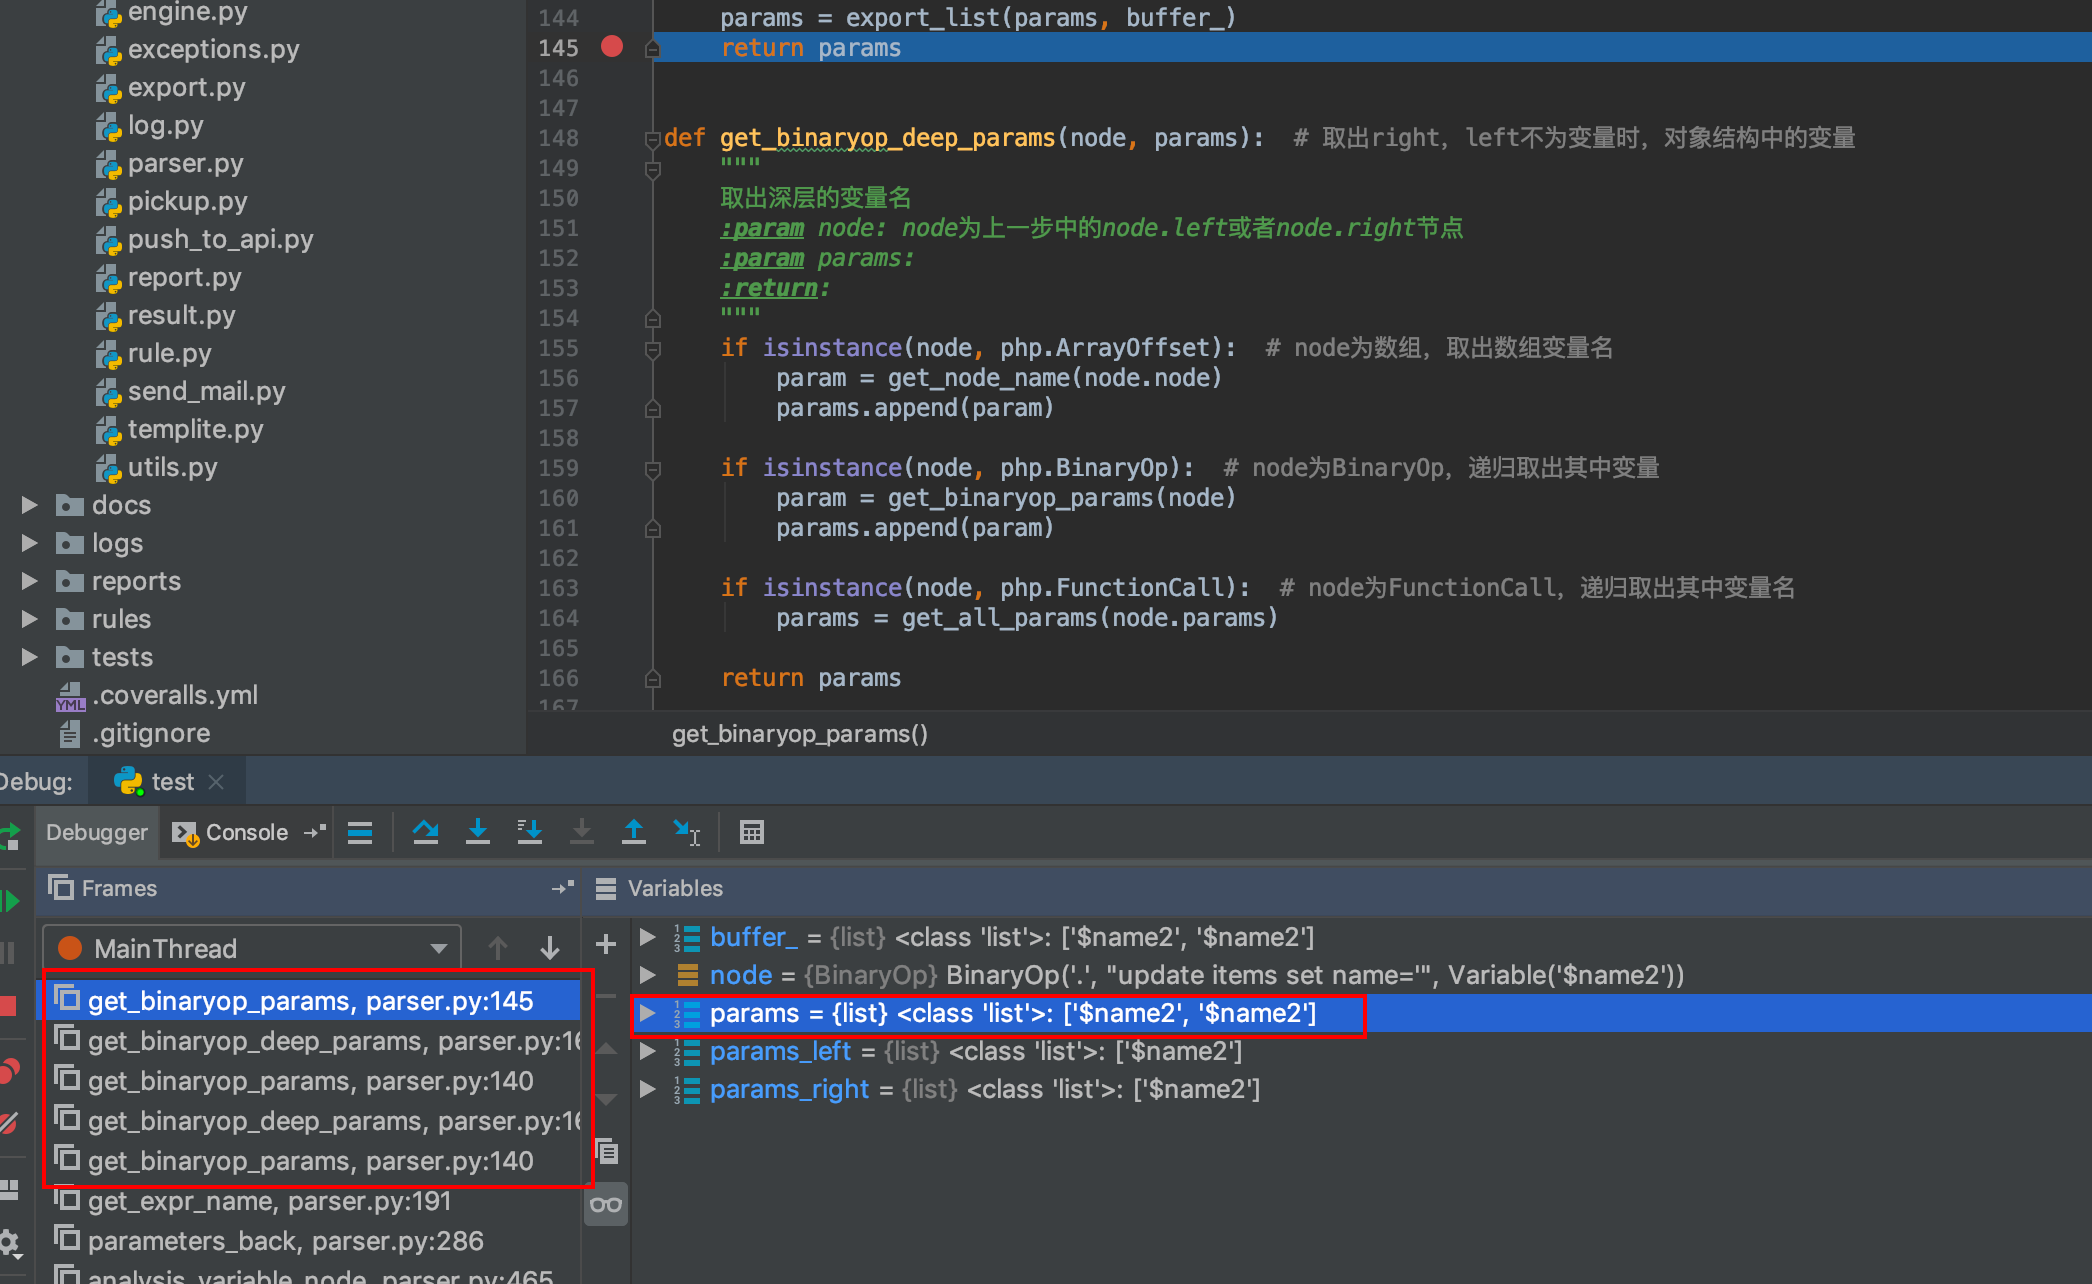 engine.py
exceptions.py
export.py
log.py
parser.py
pickup.py
push_to_api.py
report.py
result.py
rule.py
send_mail.py
templite.py
utils.py
docs
logs
reports
rules
tests
YML .coveralls.yml
.gitignore
144 params = export_list(params, buffer_)
145 return params
146
147
148 def get_binaryop_deep_params(node, params): # 取出right，left不为变量时，对象结构中的变量
149 """
150 取出深层的变量名
151 :param node: node为上一步中的node.left或者node.right节点
152 :param params:
153 :return:
154 """
155 if isinstance(node, php.ArrayOffset): # node为数组，取出数组变量名
156 param = get_node_name(node.node)
157 params.append(param)
158
159 if isinstance(node, php.BinaryOp): # node为BinaryOp，递归取出其中变量
160 param = get_binaryop_params(node)
161 params.append(param)
162
163 if isinstance(node, php.FunctionCall): # node为FunctionCall，递归取出其中变量名
164 params = get_all_params(node.params)
165
166 return params
167
get_binaryop_params()
Debug: test
Debugger Console
Frames
MainThread
get_binaryop_params, parser.py:145
get_binaryop_deep_params, parser.py:16
get_binaryop_params, parser.py:140
get_binaryop_deep_params, parser.py:16
get_binaryop_params, parser.py:140
get_expr_name, parser.py:191
parameters_back, parser.py:286
analysis_variable_node, parser.py:465
Variables
buffer_ = {list} <class 'list'>: ['$name2', '$name2']
node = {BinaryOp} BinaryOp('.', "update items set name='", Variable('$name2'))
params = {list} <class 'list'>: ['$name2', '$name2']
params_left = {list} <class 'list'>: ['$name2']
params_right = {list} <class 'list'>: ['$name2']